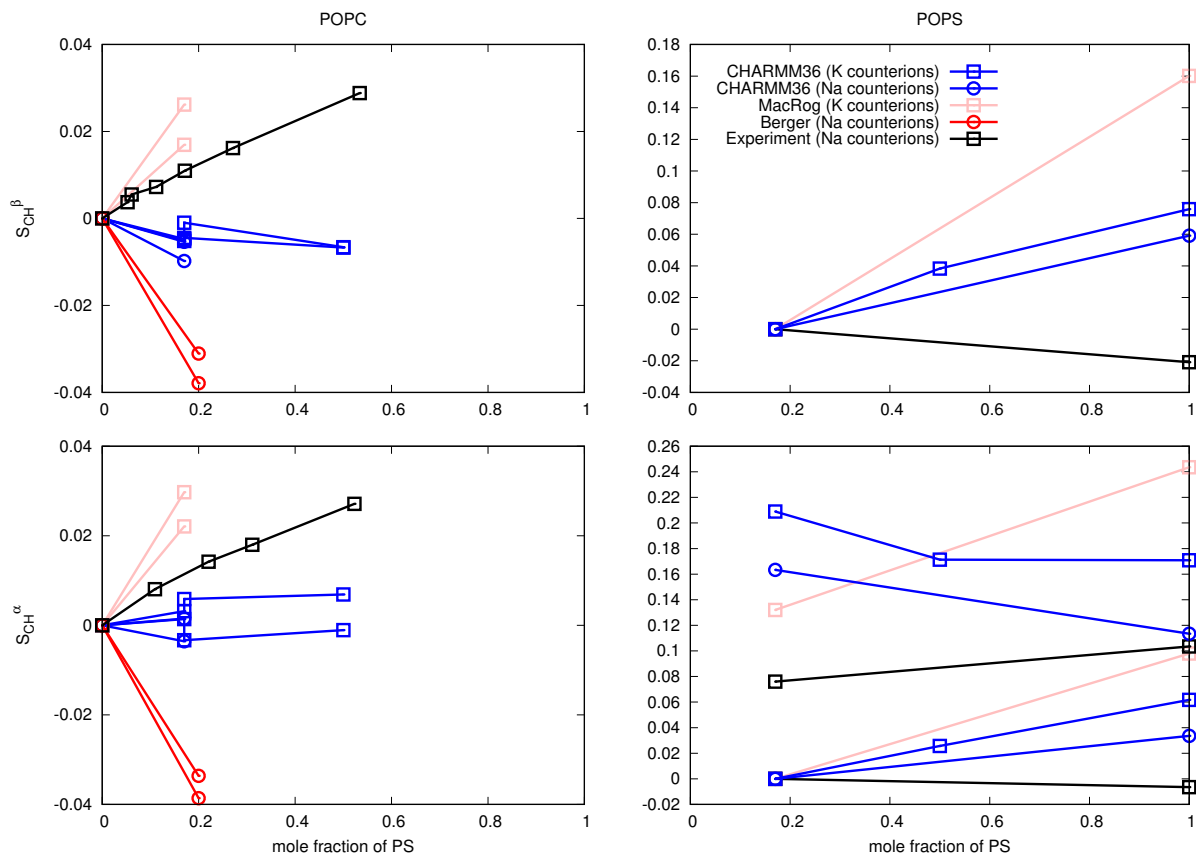 POPC
0.04
0.02
0
-0.02
-0.04
S_CH^β
0 0.2 0.4 0.6 0.8 1
POPS
0.18
0.16
0.14
0.12
0.1
0.08
0.06
0.04
0.02
0
-0.02
-0.04
CHARMM36 (K counterions)
CHARMM36 (Na counterions)
MacRog (K counterions)
Berger (Na counterions)
Experiment (Na counterions)
0 0.2 0.4 0.6 0.8 1
0.04
0.02
0
-0.02
-0.04
S_CH^α
0 0.2 0.4 0.6 0.8 1
mole fraction of PS
0.26
0.24
0.22
0.2
0.18
0.16
0.14
0.12
0.1
0.08
0.06
0.04
0.02
0
-0.02
0 0.2 0.4 0.6 0.8 1
mole fraction of PS